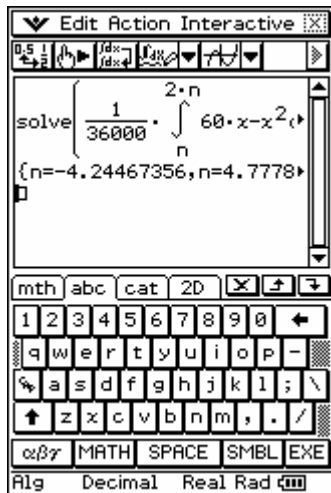 Edit Action Interactive
0.5 1 2
∫dx ∫dx
2·n
solve( 1/36000 · ∫ 60·x-x²
n
{n=-4.24467356,n=4.7778
mth abc cat 2D
1 2 3 4 5 6 7 8 9 0
q w e r t y u i o p -
a s d f g h j k l ; \
z x c v b n m , . /
αβγ MATH SPACE SMBL EXE
Alg Decimal Real Rad